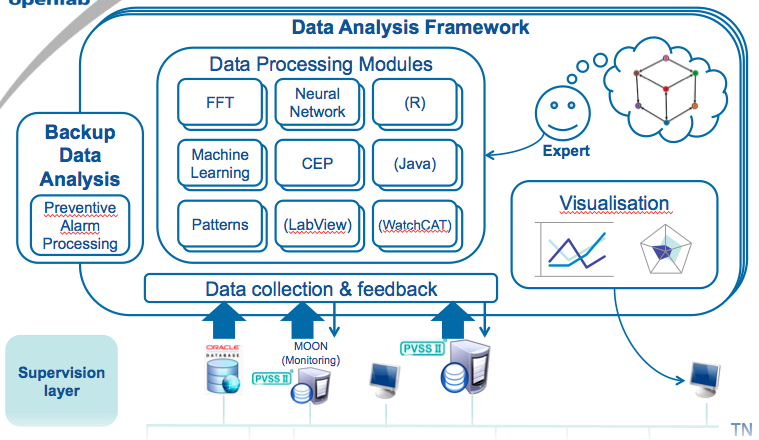 openlab
Data Analysis Framework
Data Processing Modules
FFT
Neural
Network
(R)
Machine
Learning
CEP
(Java)
Patterns
(LabView)
(WatchCAT)
Expert
Backup
Data
Analysis
Preventive
Alarm
Processing
Visualisation
Data collection & feedback
ORACLE
DATABASE
MOON
(Monitoring)
PVSS II
PVSS II
Supervision
layer
TN